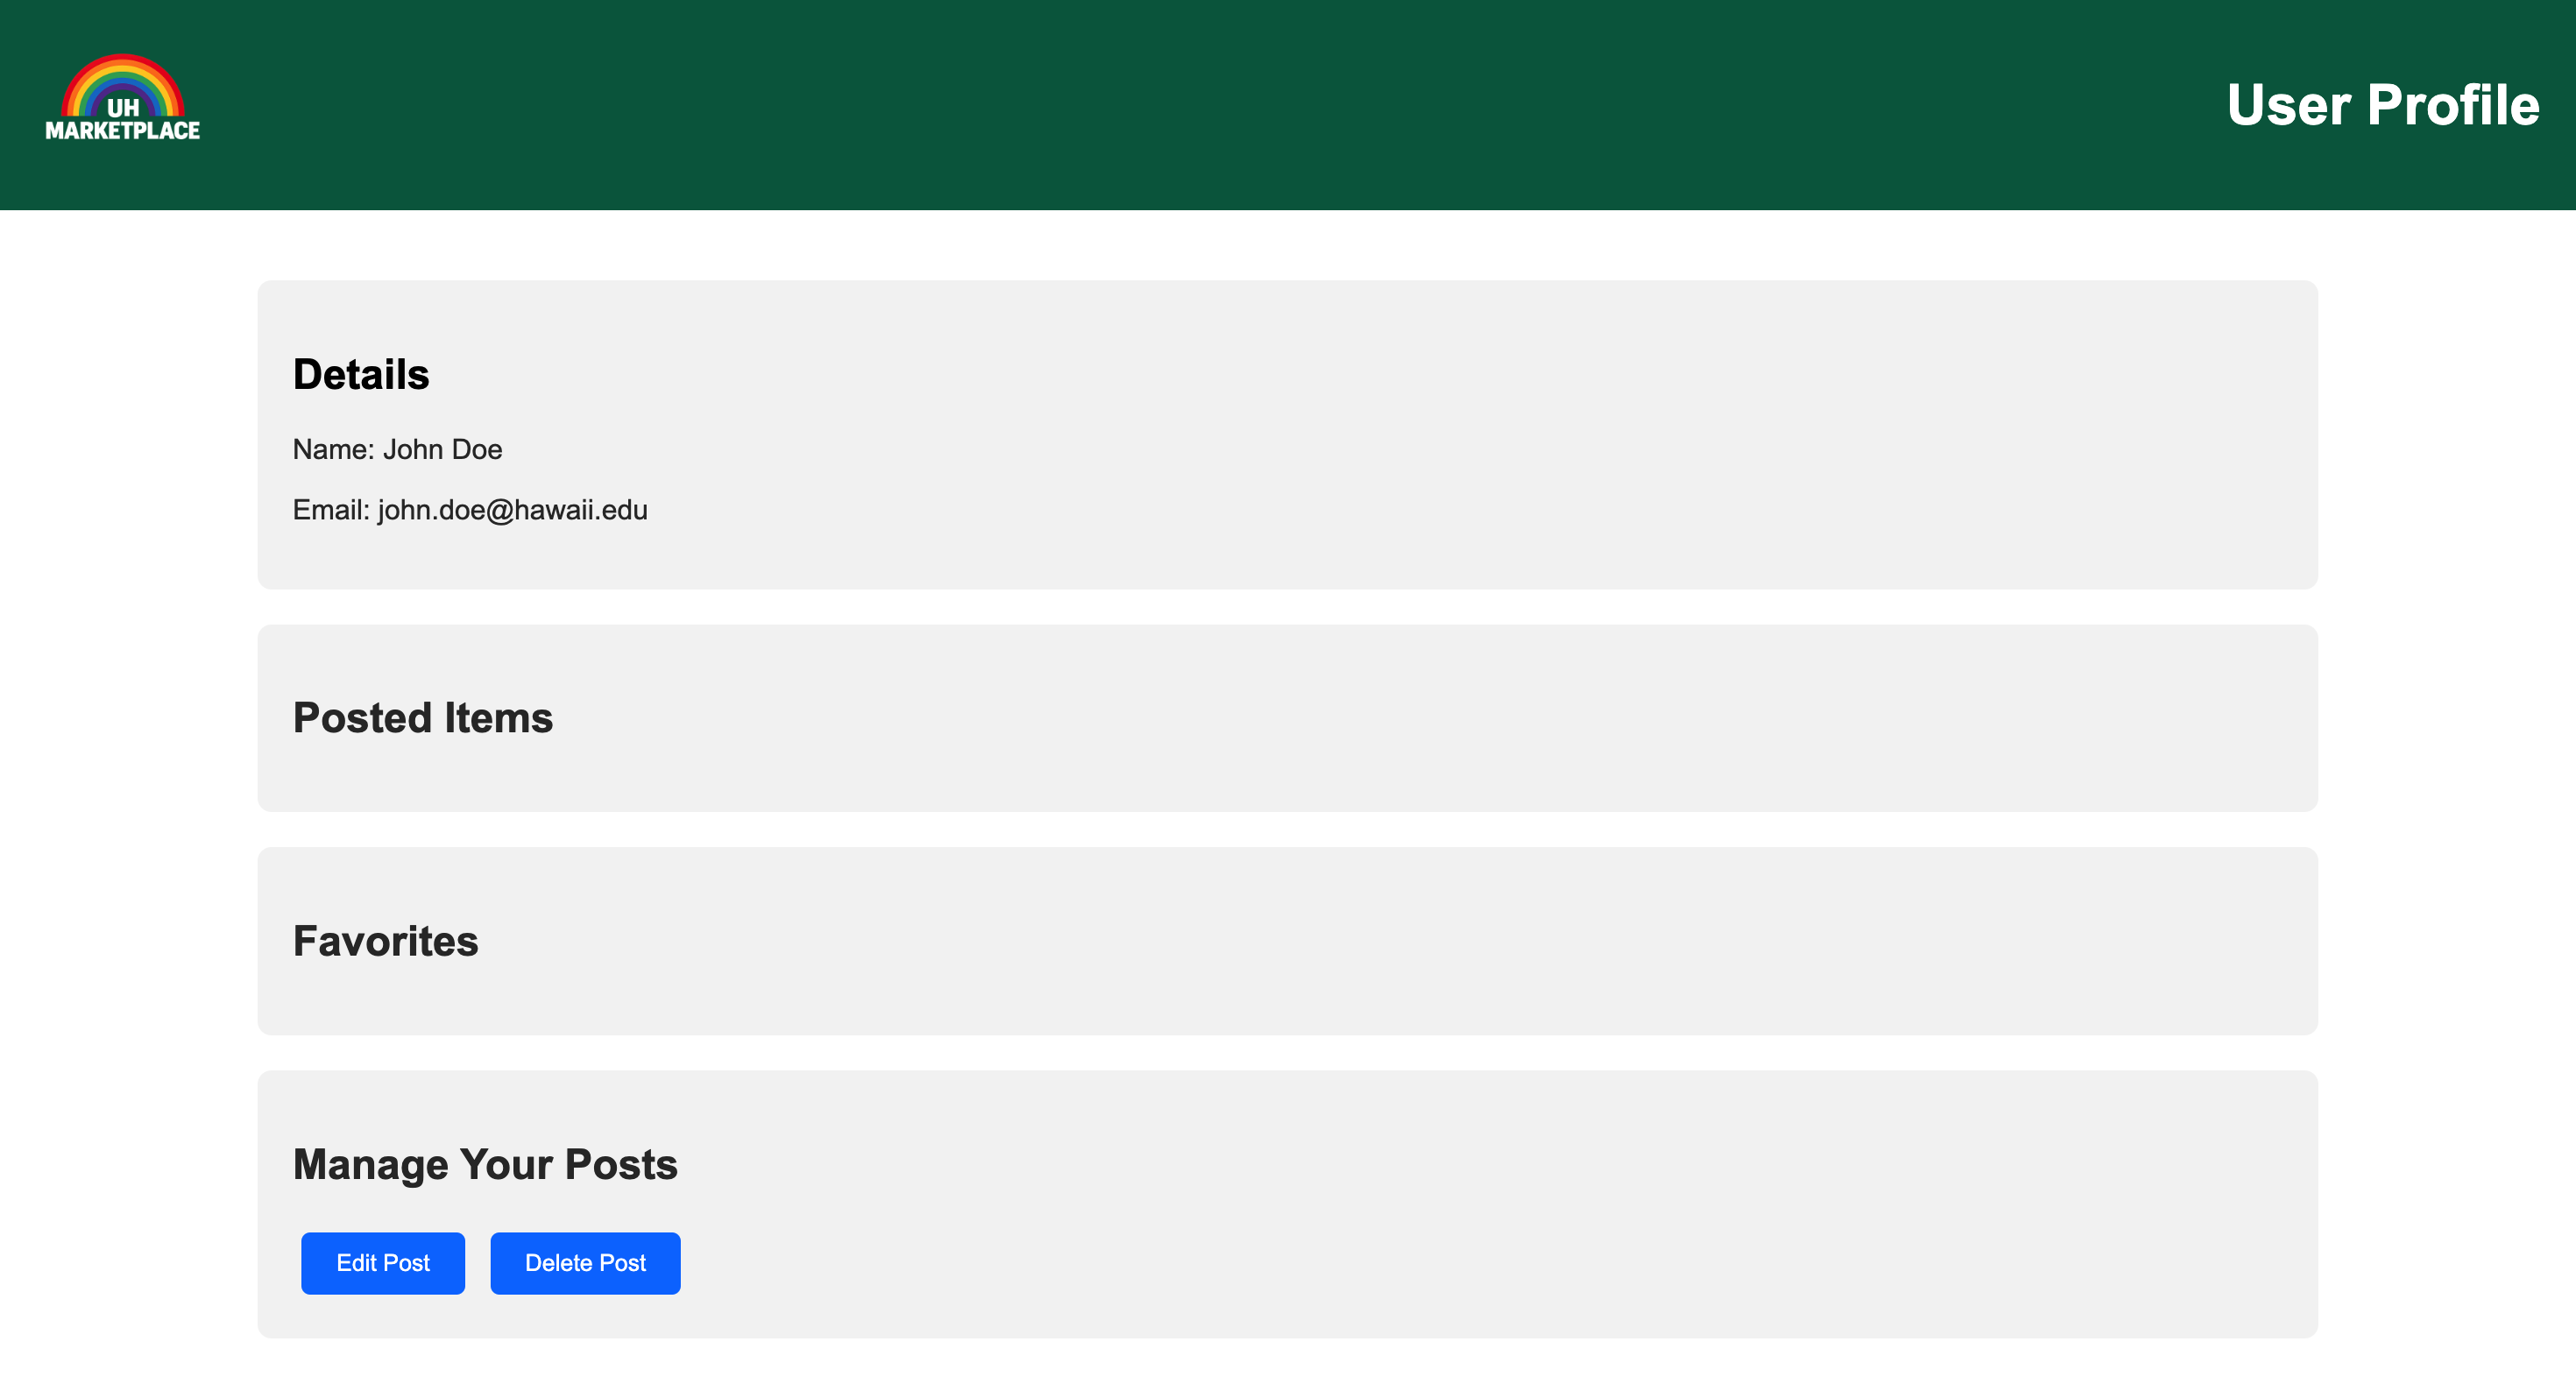 UH
MARKETPLACE
User Profile
Details
Name: John Doe
Email: john.doe@hawaii.edu
Posted Items
Favorites
Manage Your Posts
Edit Post
Delete Post